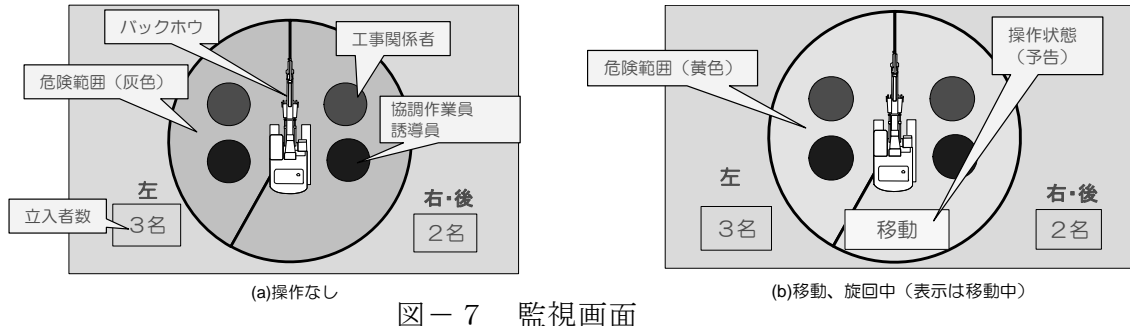 バックホウ
工事関係者
危険範囲（灰色）
協調作業員
誘導員
左
右・後
立入者数
３名
２名
(a)操作なし
操作状態
（予告）
危険範囲（黄色）
左
右・後
３名
移動
２名
(b)移動、旋回中（表示は移動中）
図－７　監視画面